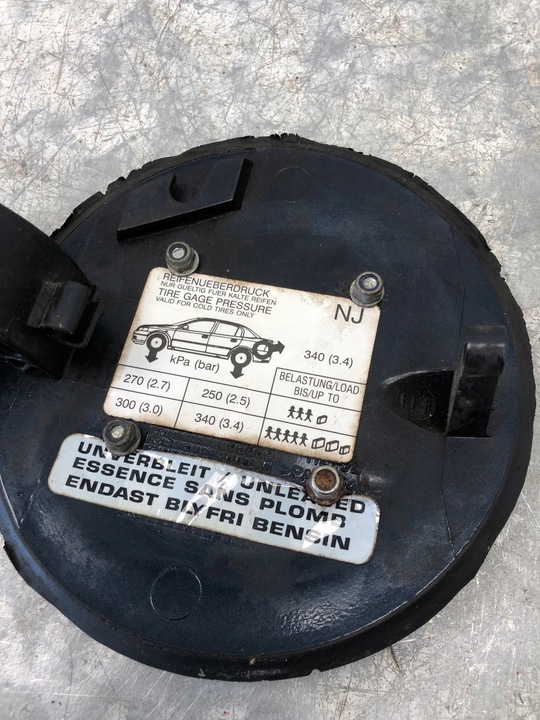 REIFENUEBERDRUCK
NUR GUELTIG FUER KALTE REIFEN
TIRE GAGE PRESSURE
VALID FOR COLD TIRES ONLY
NJ
340 (3.4)
kPa (bar)
BELASTUNG/LOAD
BIS/UP TO
270 (2.7) 250 (2.5)
300 (3.0) 340 (3.4)
UNVERBLEIT UNLEADED
ESSENCE SANS PLOMB
ENDAST BLYFRI BENSIN